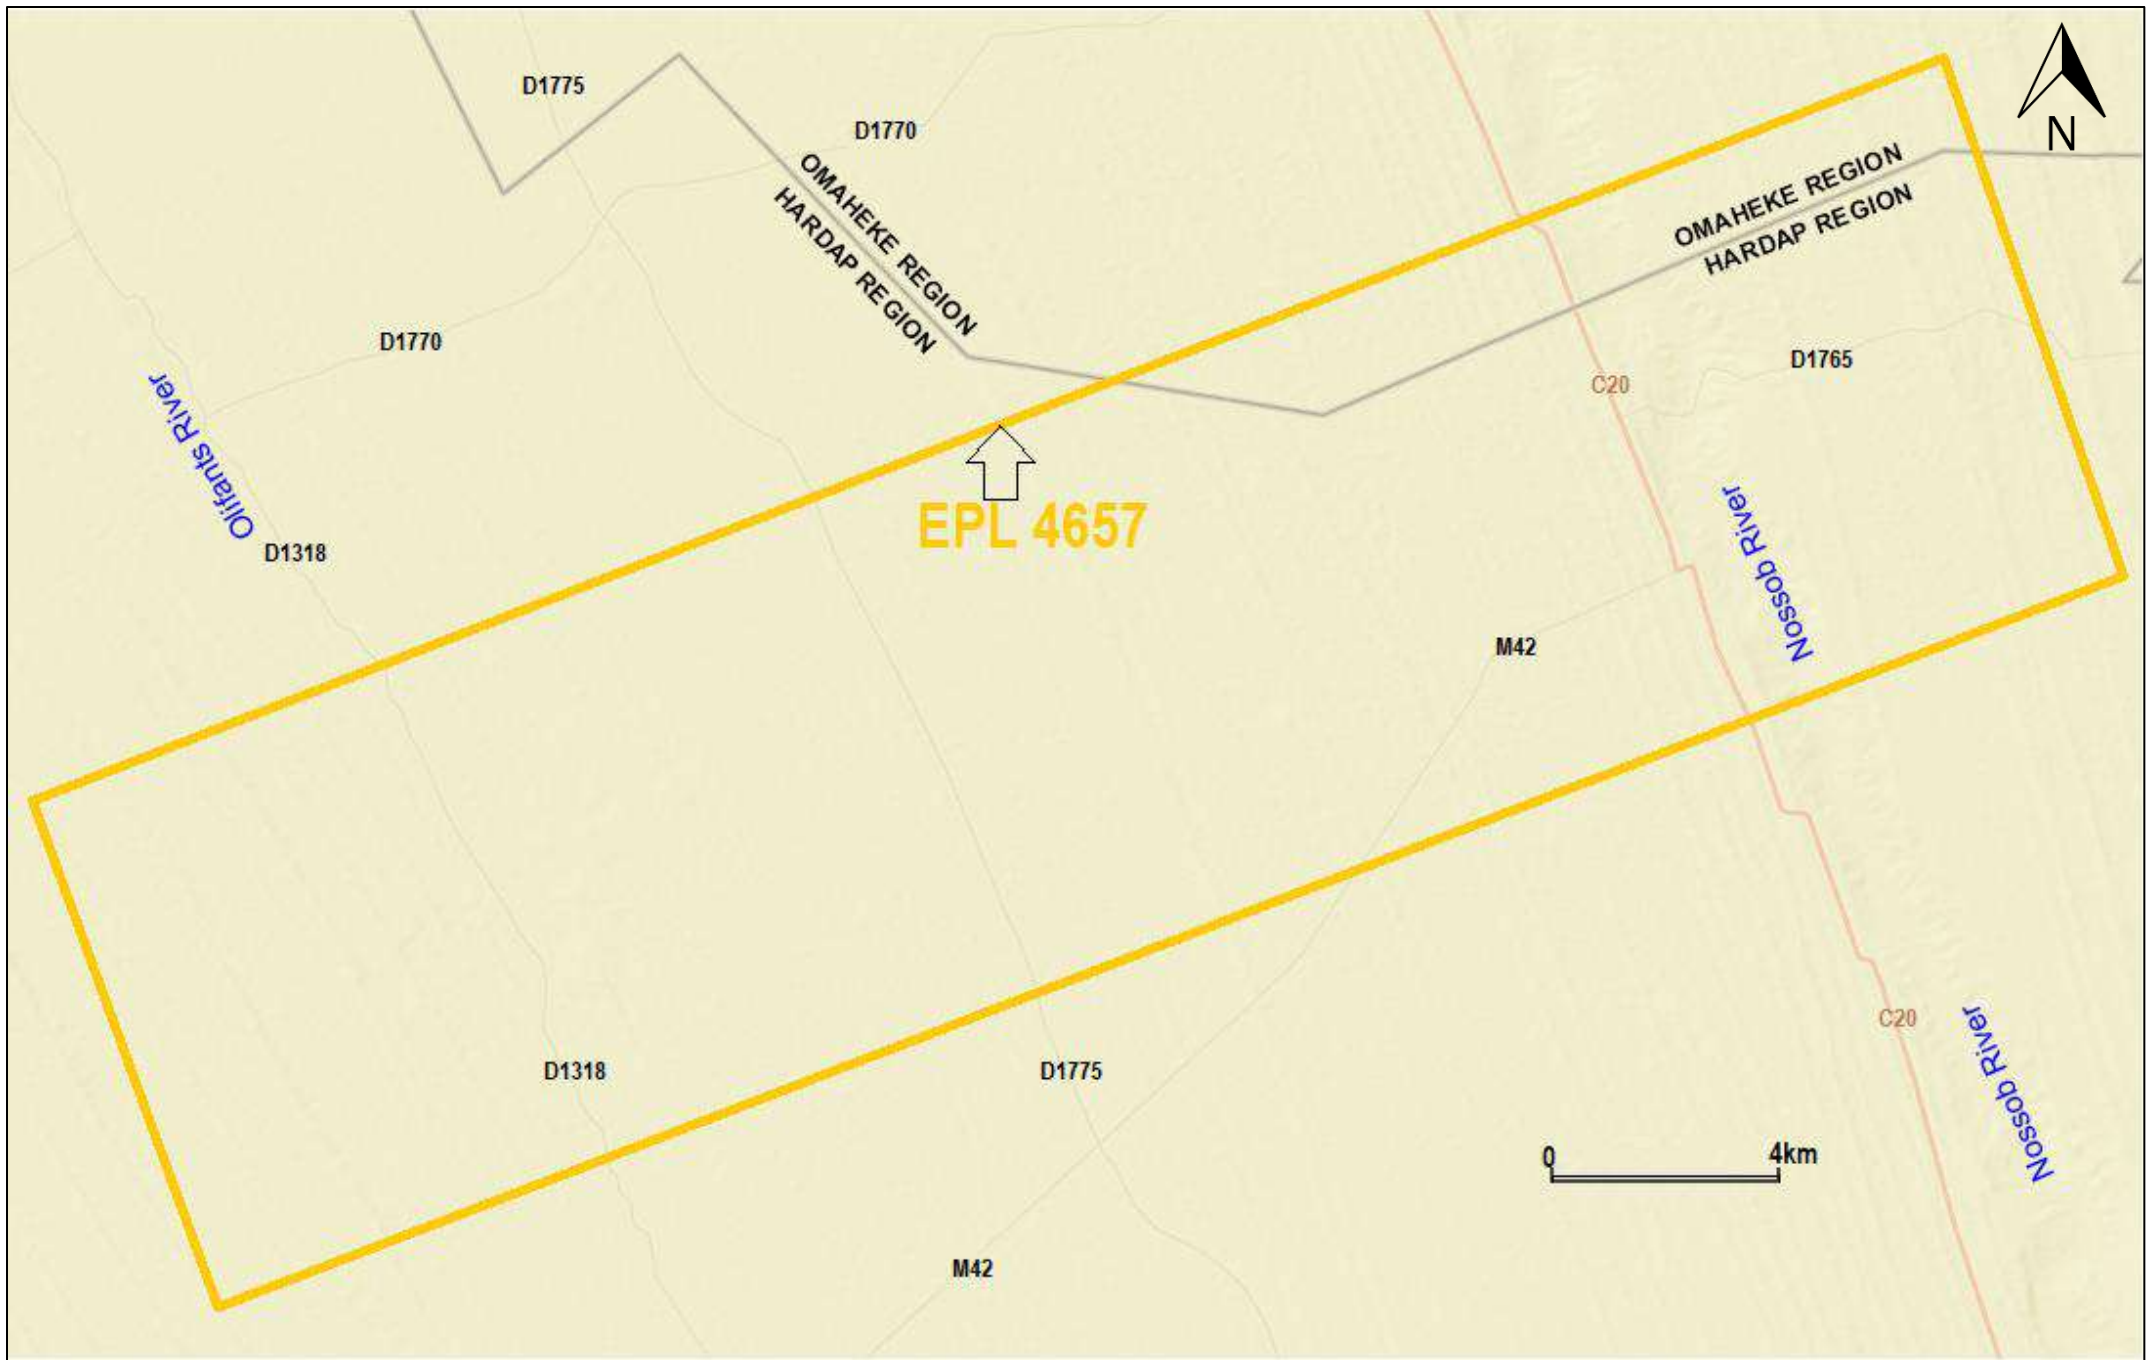 D1775
D1770
N
OMAHEKE REGION
HARDAP REGION
OMAHEKE REGION
HARDAP REGION
D1770
D1765
C20
Olifants River
EPL 4657
D1318
Nosssob River
M42
D1318
D1775
C20
Nossob River
0 4km
M42